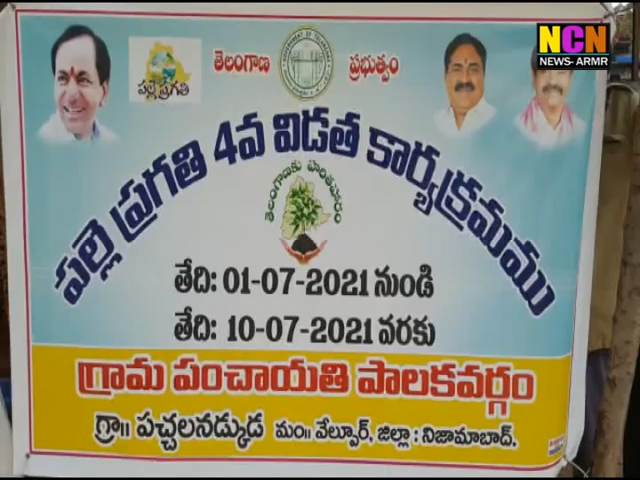 NCN
NEWS- ARMR
పల్లె ప్రగతి
తెలంగాణ ప్రభుత్వం
పల్లె ప్రగతి 4వ విడత కార్యక్రమము
తెలంగాణకు హరితహారం
తేది: 01-07-2021 నుండి
తేది: 10-07-2021 వరకు
గ్రామ పంచాయతి పాలకవర్గం
గ్రా॥ పచ్చలనడ్కుడ మం॥ వేల్పూర్, జిల్లా : నిజామాబాద్.